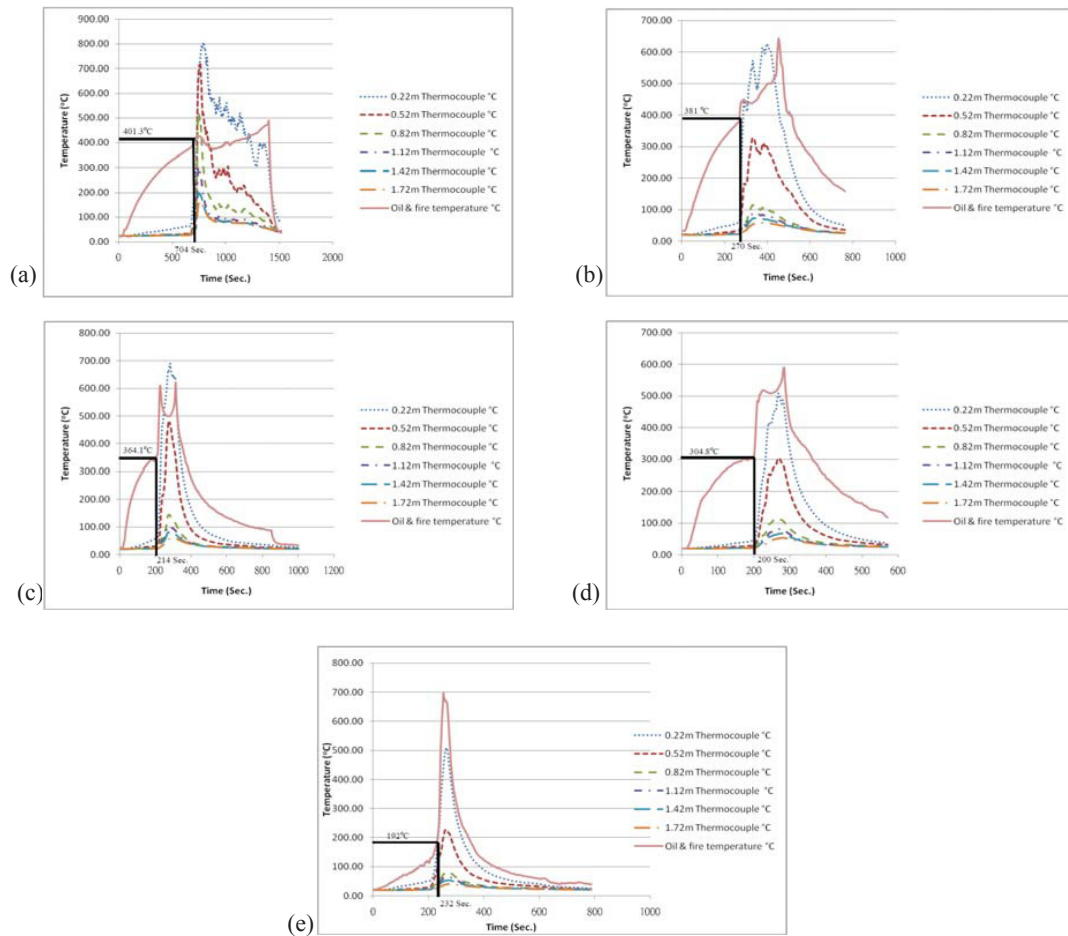 (a)
900.00
800.00
700.00
600.00
500.00
400.00
300.00
200.00
100.00
0.00
Temperature (°C)
401.3°C
704 Sec.
0 500 1000 1500 2000
Time (Sec.)
0.22m Thermocouple °C
0.52m Thermocouple °C
0.82m Thermocouple °C
1.12m Thermocouple °C
1.42m Thermocouple °C
1.72m Thermocouple °C
Oil & fire temperature °C
(b)
700.00
600.00
500.00
400.00
300.00
200.00
100.00
0.00
Temperature (°C)
381 °C
270 Sec.
0 200 400 600 800 1000
Time (Sec.)
0.22m Thermocouple °C
0.52m Thermocouple °C
0.82m Thermocouple °C
1.12m Thermocouple °C
1.42m Thermocouple °C
1.72m Thermocouple °C
Oil & fire temperature °C
(c)
800.00
700.00
600.00
500.00
400.00
300.00
200.00
100.00
0.00
Temperature (°C)
364.1°C
214 Sec.
0 200 400 600 800 1000 1200
Time (Sec.)
0.22m Thermocouple °C
0.52m Thermocouple °C
0.82m Thermocouple °C
1.12m Thermocouple °C
1.42m Thermocouple °C
1.72m Thermocouple °C
Oil & fire temperature °C
(d)
700.00
600.00
500.00
400.00
300.00
200.00
100.00
0.00
Temperature (°C)
304.8°C
200 Sec.
0 100 200 300 400 500 600
Time (Sec.)
0.22m Thermocouple °C
0.52m Thermocouple °C
0.82m Thermocouple °C
1.12m Thermocouple °C
1.42m Thermocouple °C
1.72m Thermocouple °C
Oil & fire temperature °C
(e)
800.00
700.00
600.00
500.00
400.00
300.00
200.00
100.00
0.00
Temperature (°C)
192°C
232 Sec.
0 200 400 600 800 1000
Time (Sec.)
0.22m Thermocouple °C
0.52m Thermocouple °C
0.82m Thermocouple °C
1.12m Thermocouple °C
1.42m Thermocouple °C
1.72m Thermocouple °C
Oil & fire temperature °C